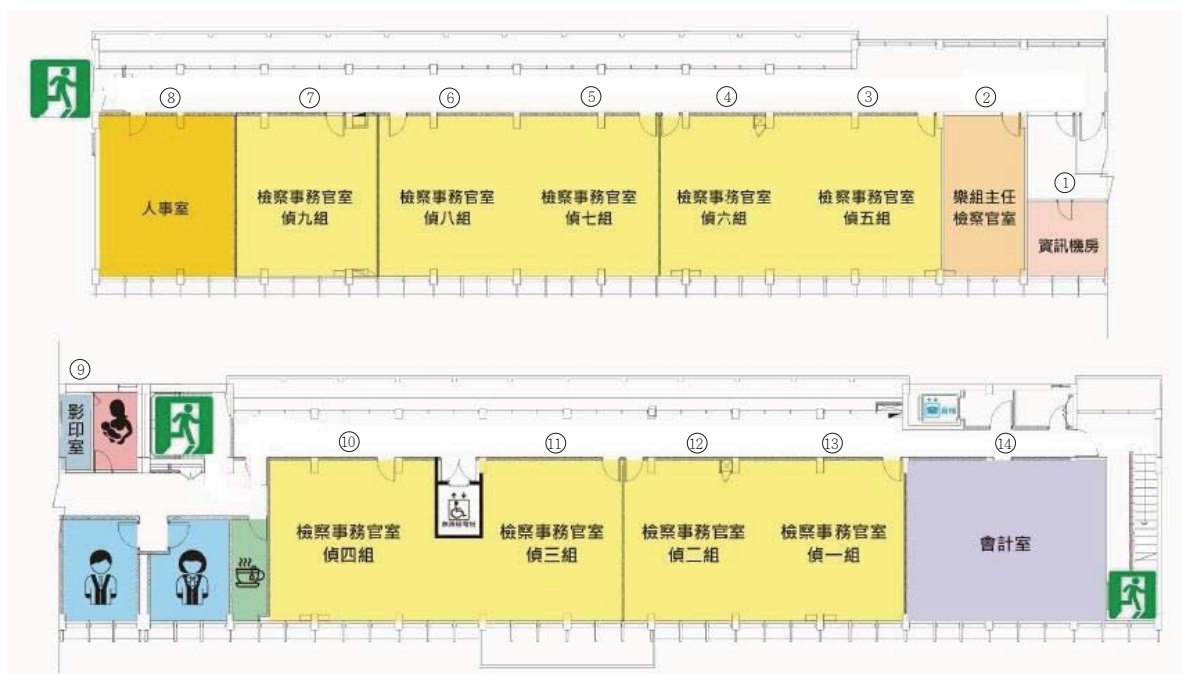 ⑧
⑦
⑥
⑤
④
③
②
①
人事室
檢察事務官室
偵九組
檢察事務官室
偵八組
檢察事務官室
偵七組
檢察事務官室
偵六組
檢察事務官室
偵五組
樂組主任
檢察官室
資訊機房
⑨
影印室
⑩
⑪
⑫
⑬
⑭
檢察事務官室
偵四組
檢察事務官室
偵三組
檢察事務官室
偵二組
檢察事務官室
偵一組
會計室